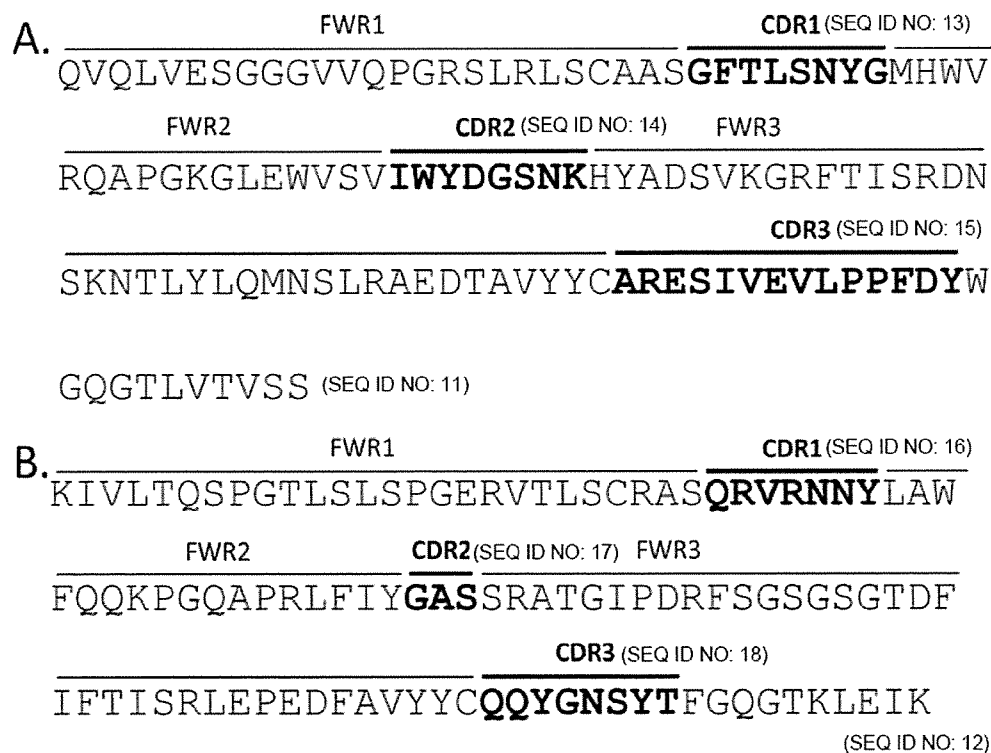 A. FWR1 CDR1 (SEQ ID NO: 13)
QVQLVESGGGVVQPGRSLRLSCAASGFTLSNYGMHWV
FWR2 CDR2 (SEQ ID NO: 14) FWR3
RQAPGKGLEWVSVIWYDGSNKHYADSVKGRFTISRDN
CDR3 (SEQ ID NO: 15)
SKNTLYLQMNSLRAEDTAVYYCARESIVEVLPPFDYW
GQGTLVTVSS (SEQ ID NO: 11)
B. FWR1 CDR1 (SEQ ID NO: 16)
KIVLTQSPGTLSLSPGERVTLSCRASQRVRNNYLAW
FWR2 CDR2 (SEQ ID NO: 17) FWR3
FQQKPGQAPRLFIYGASSRATGIPDRFSGSGSGTDF
CDR3 (SEQ ID NO: 18)
IFTISRLEPEDFAVYYCQQYGNSYTFGQGTKLEIK
(SEQ ID NO: 12)